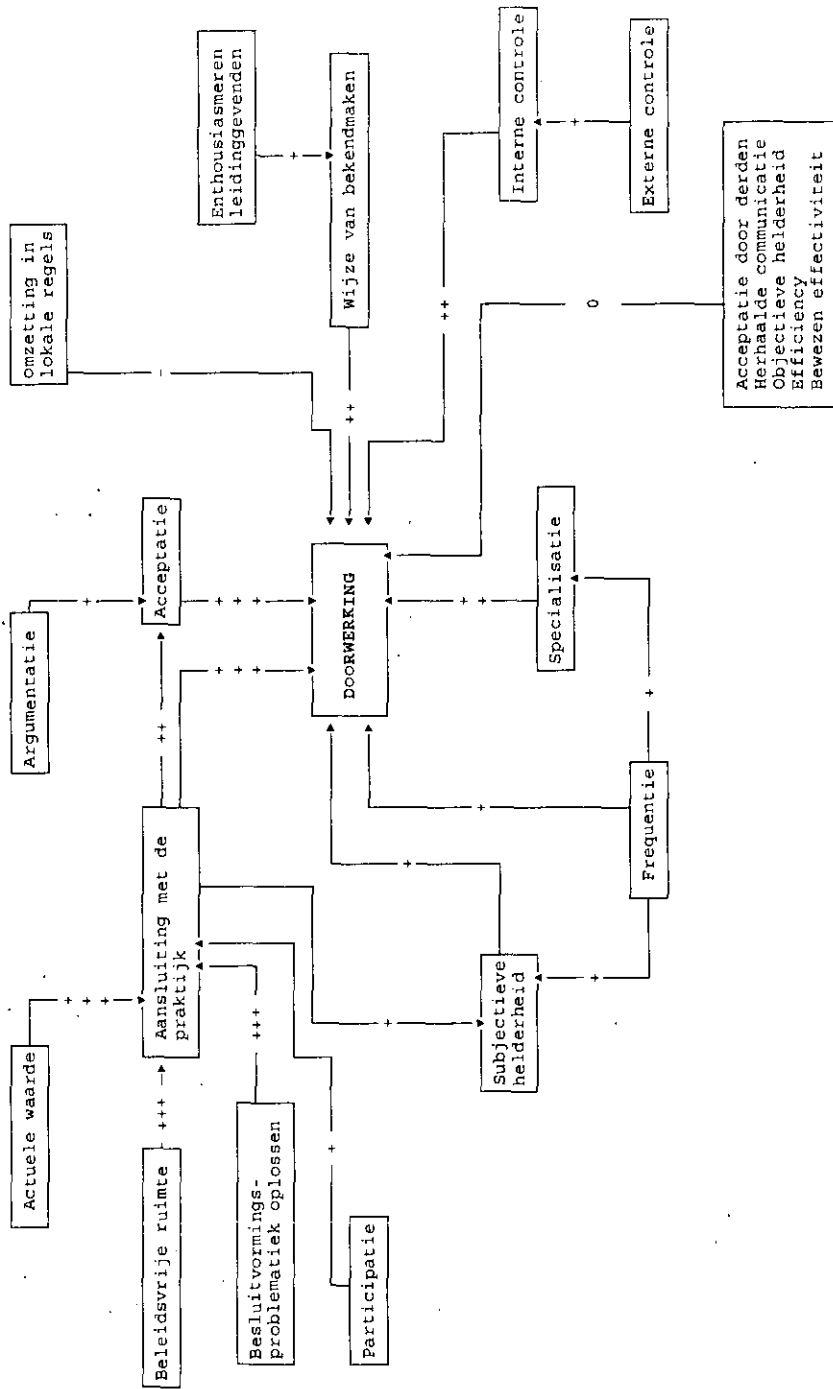 Actuele waarde
Argumentatie
omzetting in
lokale regels
+ + +
+
Beleidsvrije ruimte
+++
Aansluiting met de
praktijk
++
Acceptatie
Enthousiasmeren
leidinggevenden
+
+ + +
+ + +
Besluitvormings-
problematiek oplossen
+++
Wijze van bekendmaken
++
DOORWERKING
Participatie
+
+
+
+
Interne controle
++
+
Externe controle
Subjectieve
helderheid
+ +
Specialisatie
+
Frequentie
+
O
Acceptatie door derden
Herhaalde communicatie
Objectieve helderheid
Efficiency
Bewezen effectiviteit